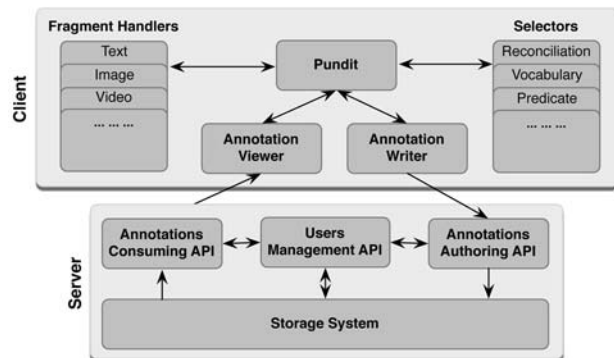 Fragment Handlers
Text
Image
Video
... ... ...
Pundit
Selectors
Reconciliation
Vocabulary
Predicate
... ... ...
Client
Annotation
Viewer
Annotation
Writer
Server
Annotations
Consuming API
Users
Management API
Annotations
Authoring API
Storage System